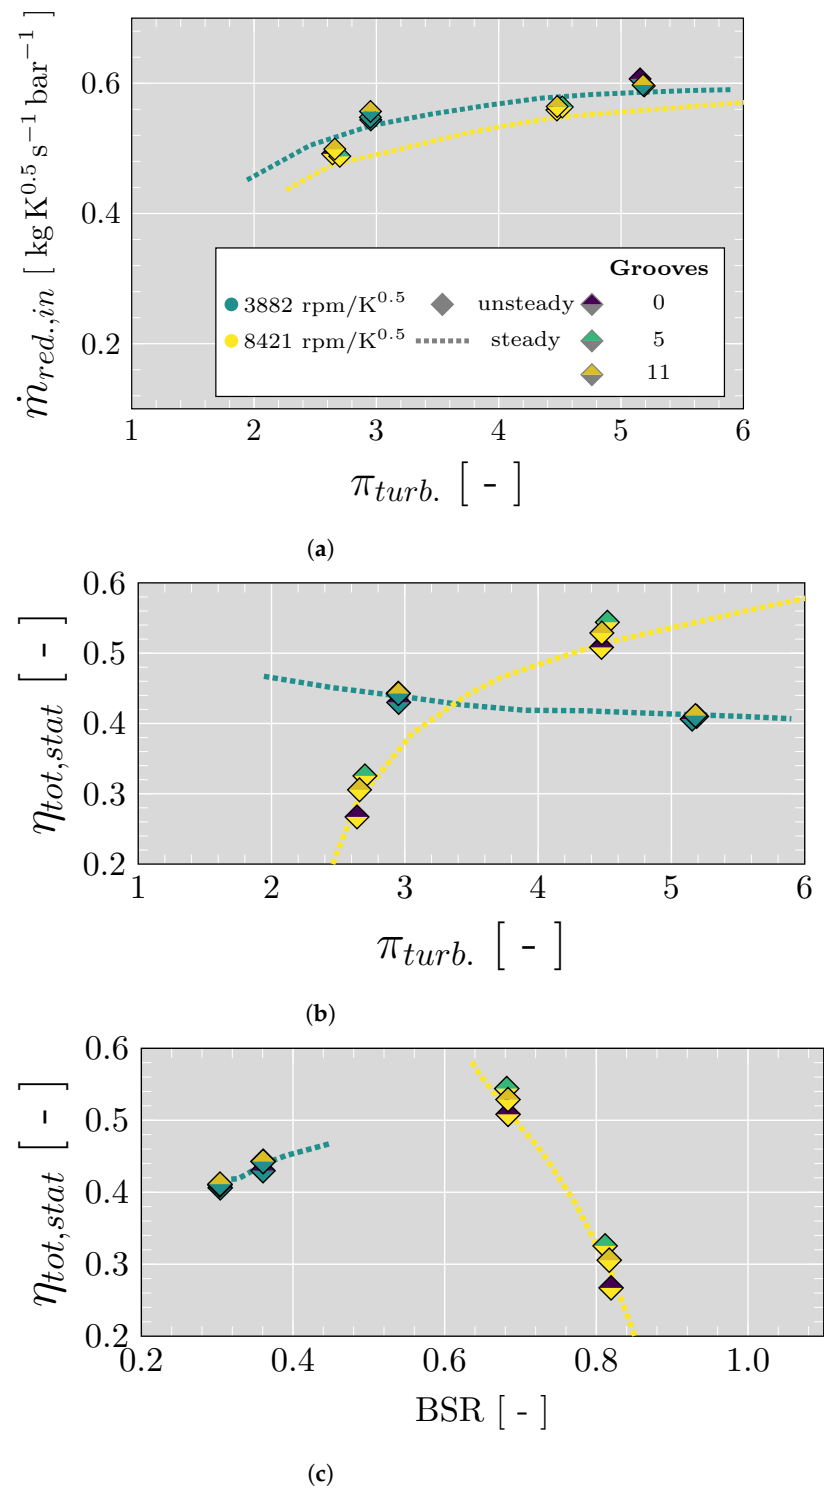 ṁred.,in [ kg K0.5 s−1 bar−1 ]
0.6
0.4
0.2
Grooves
3882 rpm/K0.5 unsteady 0
8421 rpm/K0.5 steady 5
11
1 2 3 4 5 6
πturb. [ - ]
(a)
ηtot,stat [ - ]
0.6
0.5
0.4
0.3
0.2
1 2 3 4 5 6
πturb. [ - ]
(b)
ηtot,stat [ - ]
0.6
0.5
0.4
0.3
0.2
0.2 0.4 0.6 0.8 1.0
BSR [ - ]
(c)